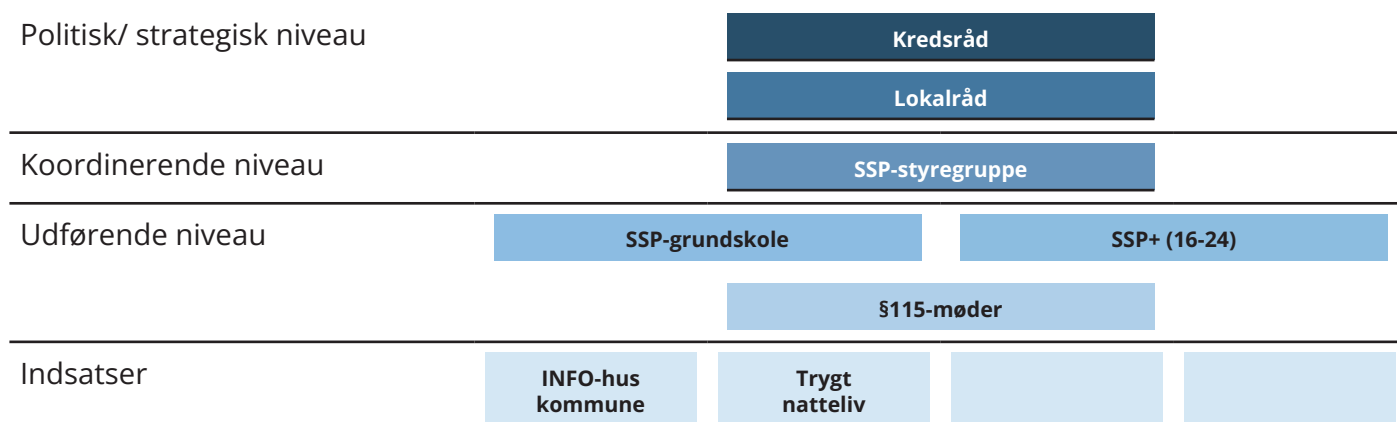 Politisk/ strategisk niveau
Kredsråd
Lokalråd
Koordinerende niveau
SSP-styregruppe
Udførende niveau
SSP-grundskole
SSP+ (16-24)
§115-møder
Indsatser
INFO-hus
kommune
Trygt
natteliv